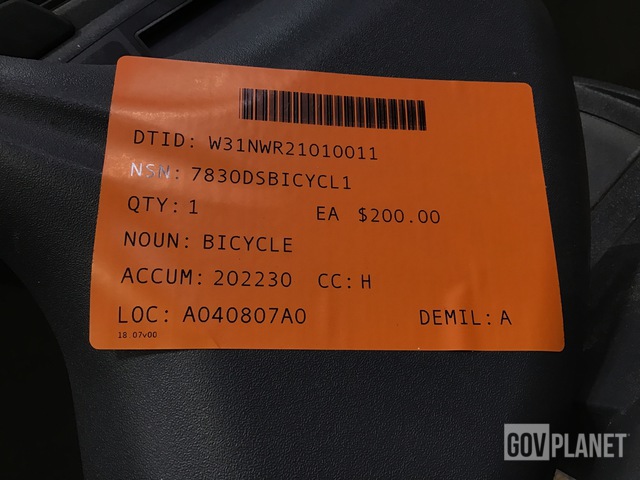 DTID: W31NWR21010011
NSN: 7830DSBICYCL1
QTY: 1 EA $200.00
NOUN: BICYCLE
ACCUM: 202230 CC: H
LOC: A040807A0 DEMIL: A
18.07v00
GOVPLANET